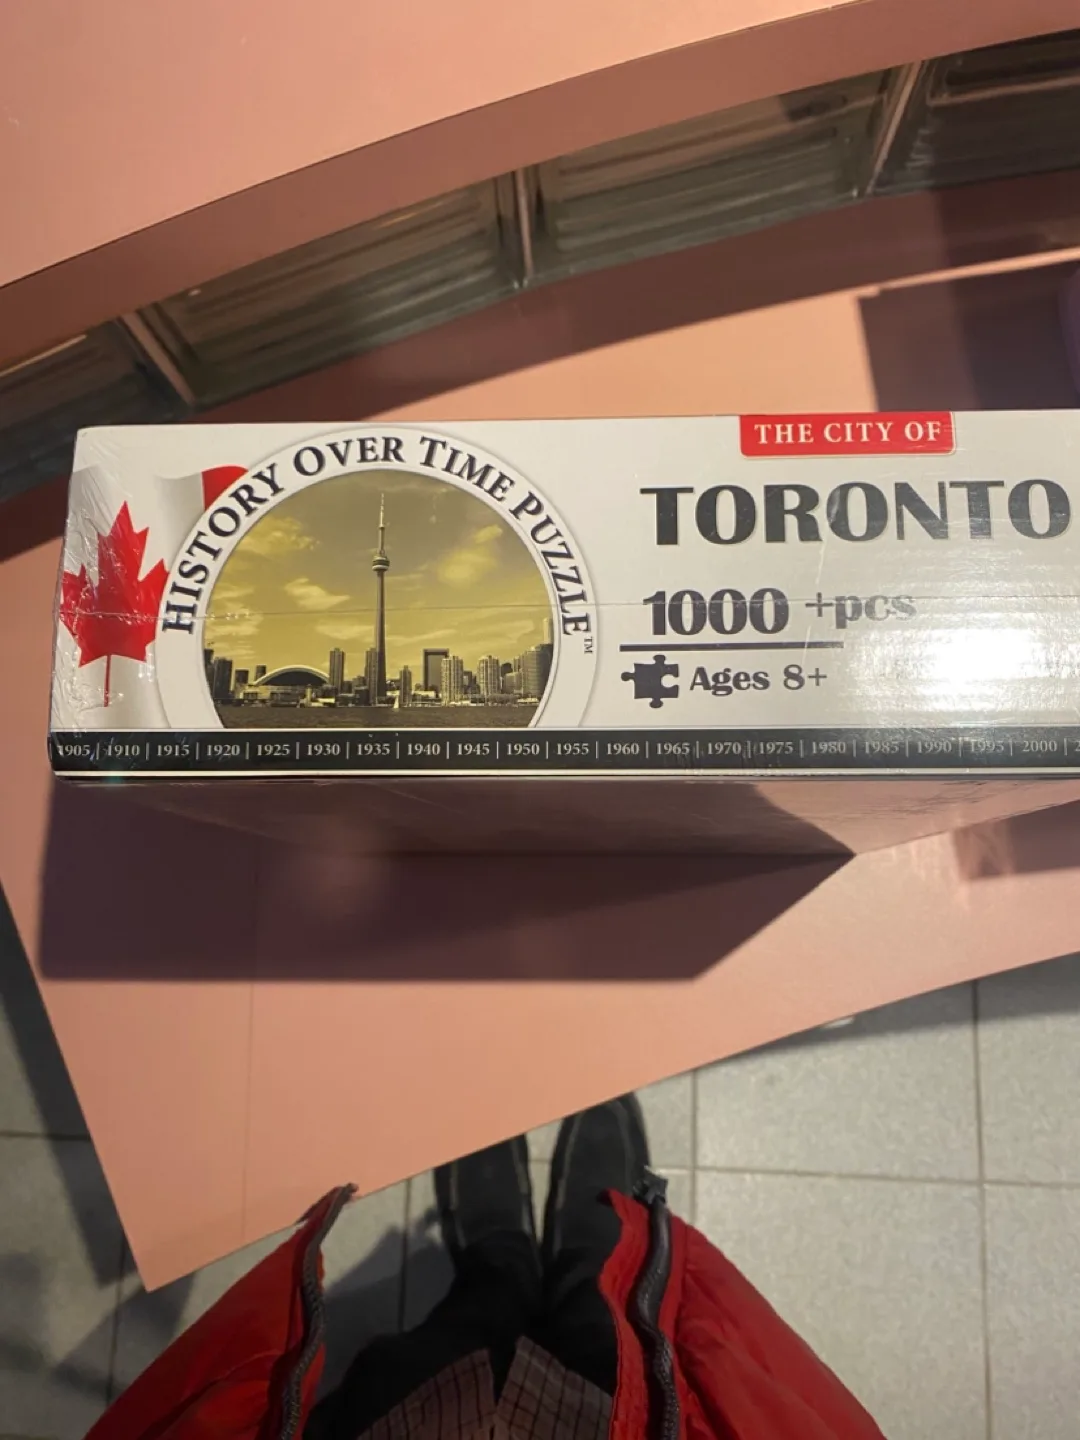 HISTORY OVER TIME PUZZLE™
THE CITY OF
TORONTO
1000 +pcs
Ages 8+
1905 | 1910 | 1915 | 1920 | 1925 | 1930 | 1935 | 1940 | 1945 | 1950 | 1955 | 1960 | 1965 | 1970 | 1975 | 1980 | 1985 | 1990 | 1995 | 2000 |